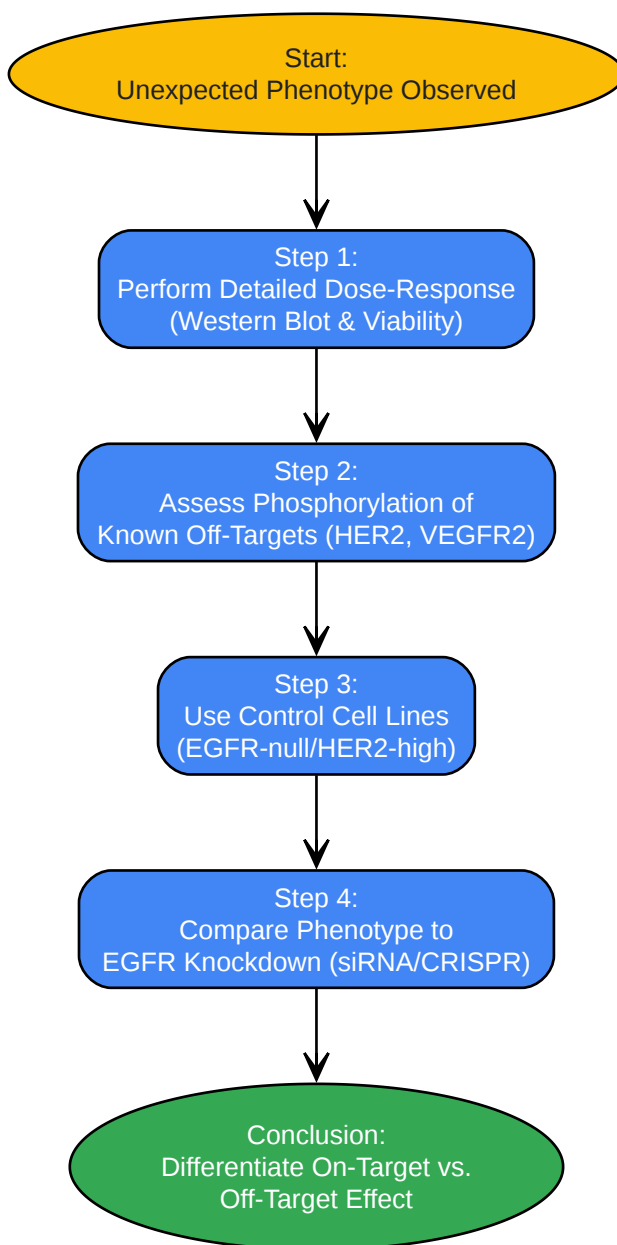 Start:
Unexpected Phenotype Observed
Step 1:
Perform Detailed Dose-Response
(Western Blot & Viability)
Step 2:
Assess Phosphorylation of
Known Off-Targets (HER2, VEGFR2)
Step 3:
Use Control Cell Lines
(EGFR-null/HER2-high)
Step 4:
Compare Phenotype to
EGFR Knockdown (siRNA/CRISPR)
Conclusion:
Differentiate On-Target vs.
Off-Target Effect